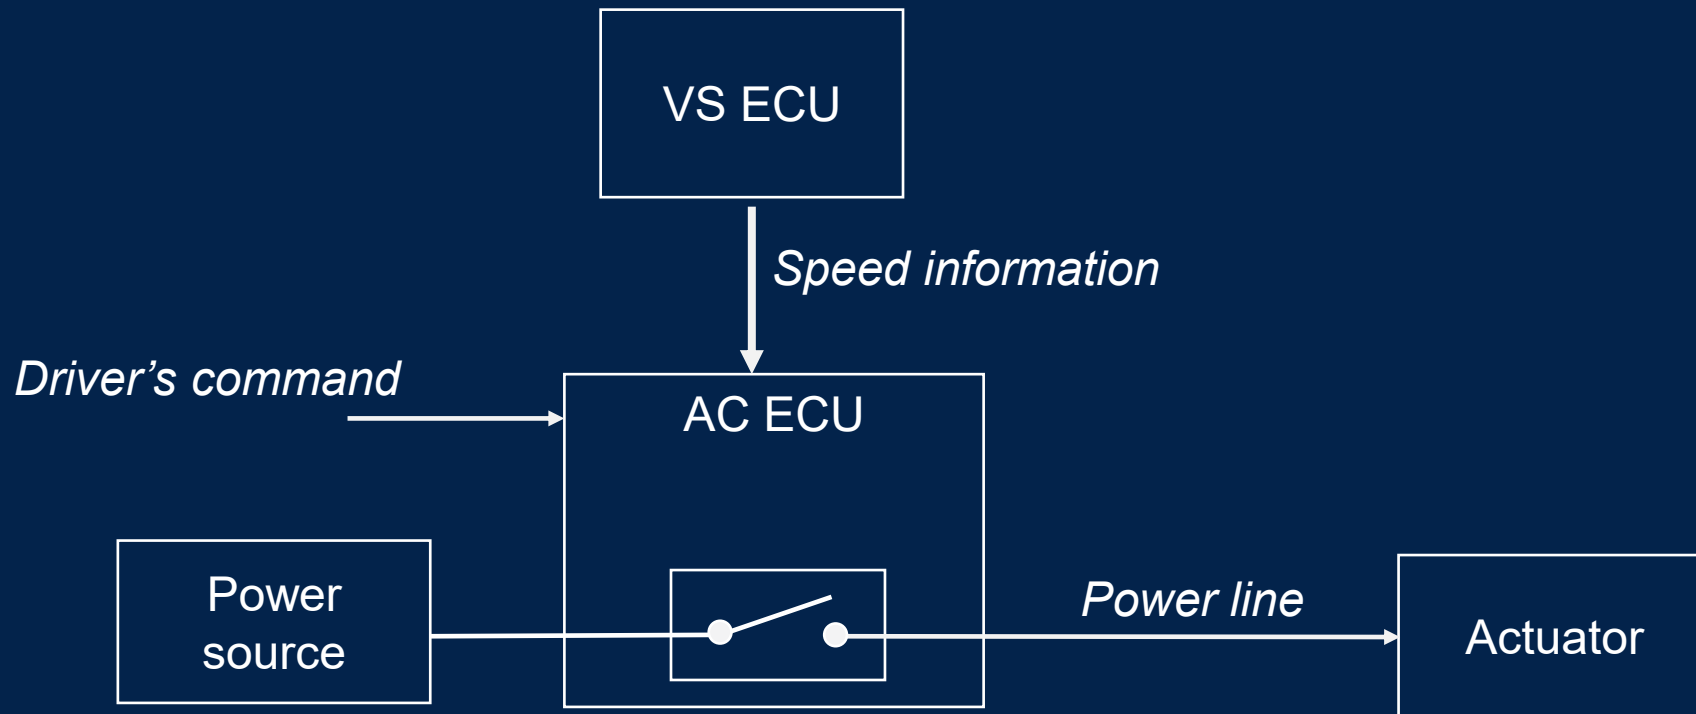 VS ECU
Speed information
Driver’s command
AC ECU
Power
source
Power line
Actuator